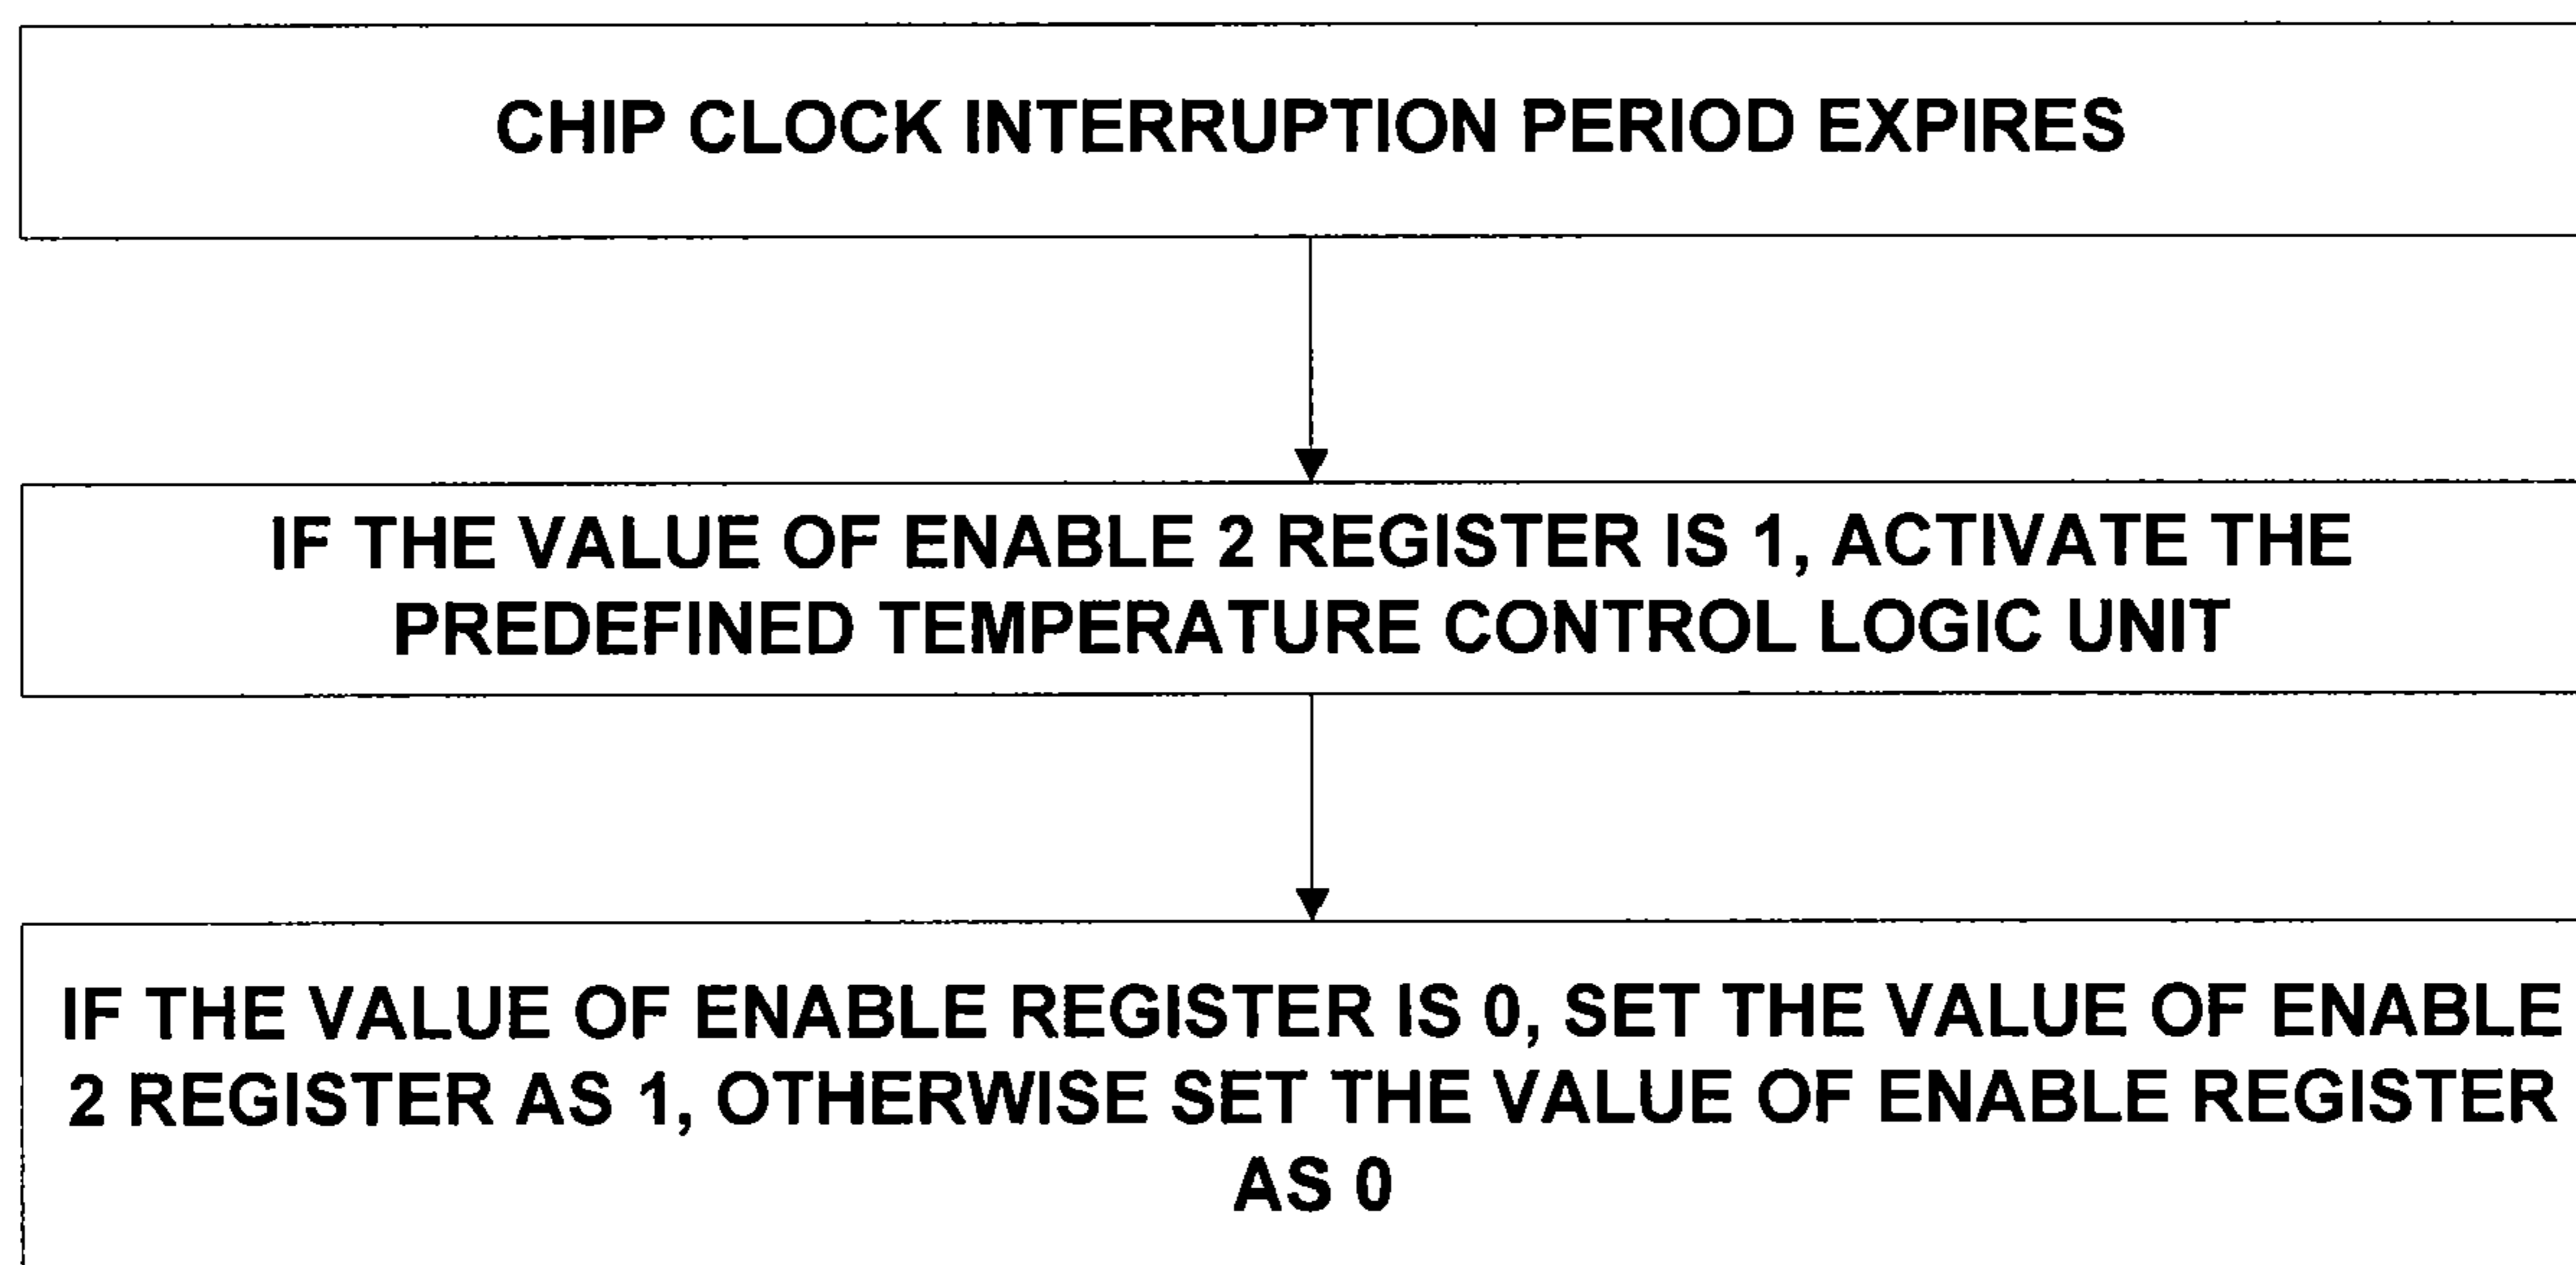 CHIP CLOCK INTERRUPTION PERIOD EXPIRES
IF THE VALUE OF ENABLE 2 REGISTER IS 1, ACTIVATE THE
PREDEFINED TEMPERATURE CONTROL LOGIC UNIT
IF THE VALUE OF ENABLE REGISTER IS 0, SET THE VALUE OF ENABLE
2 REGISTER AS 1, OTHERWISE SET THE VALUE OF ENABLE REGISTER
AS 0